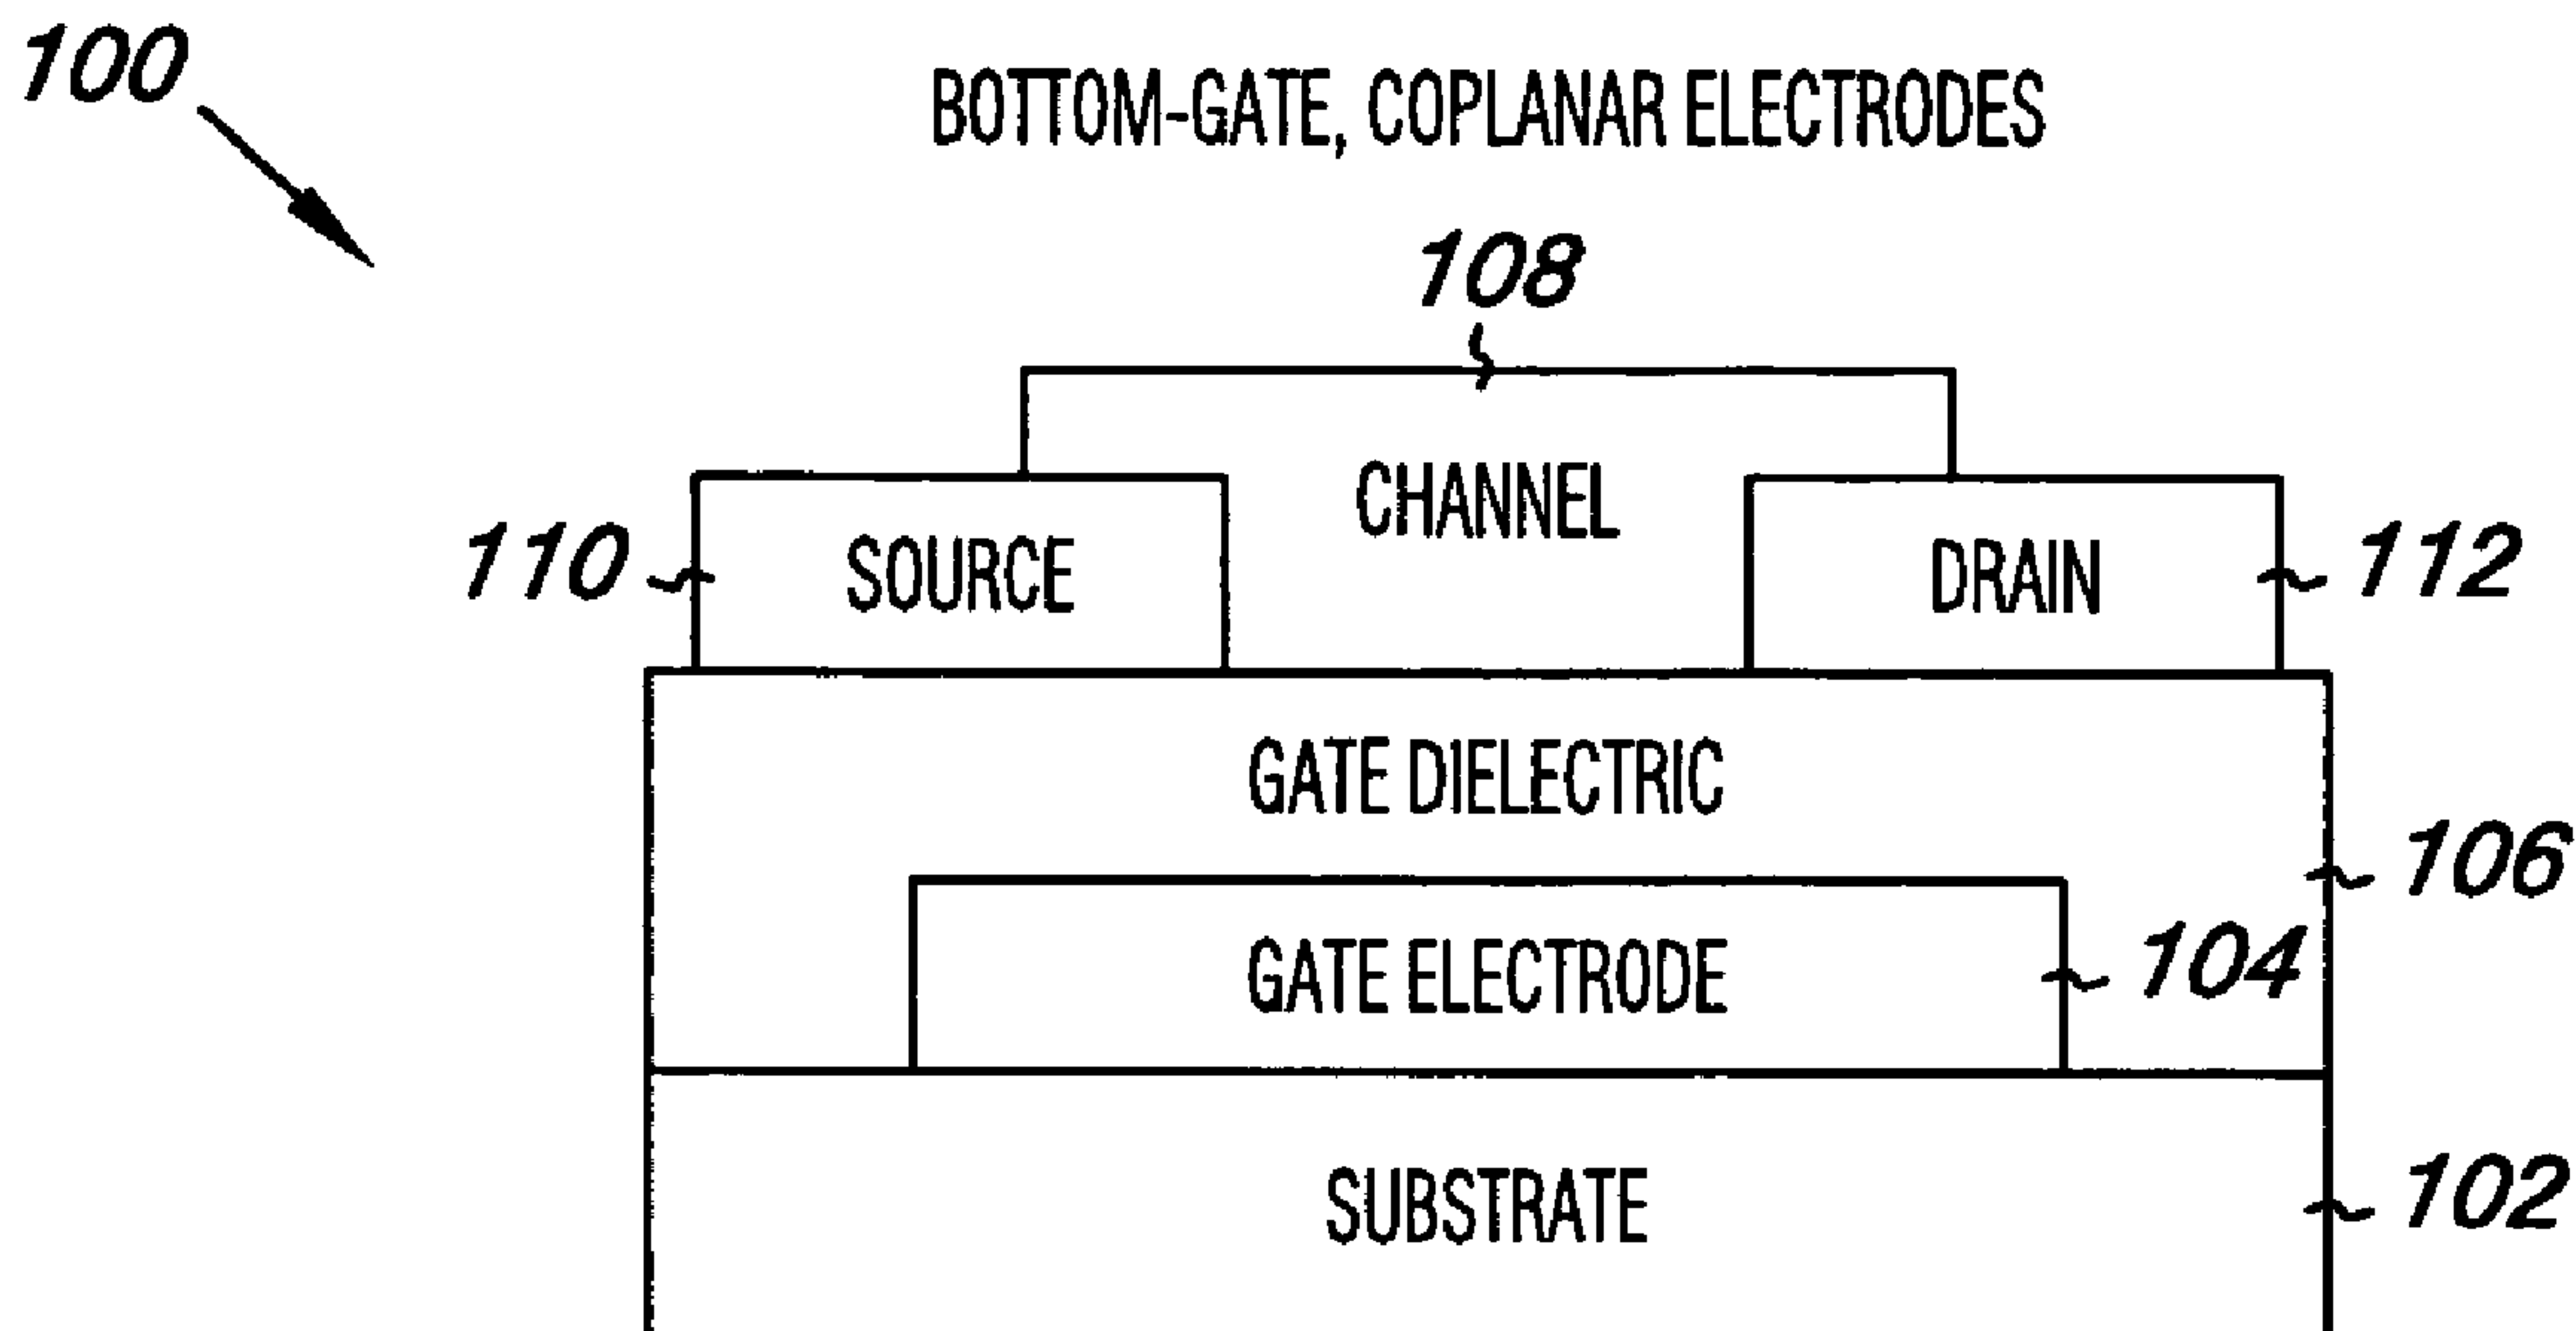 100
BOTTOM-GATE, COPLANAR ELECTRODES
108
CHANNEL
110
SOURCE
DRAIN
112
GATE DIELECTRIC
106
GATE ELECTRODE
104
SUBSTRATE
102